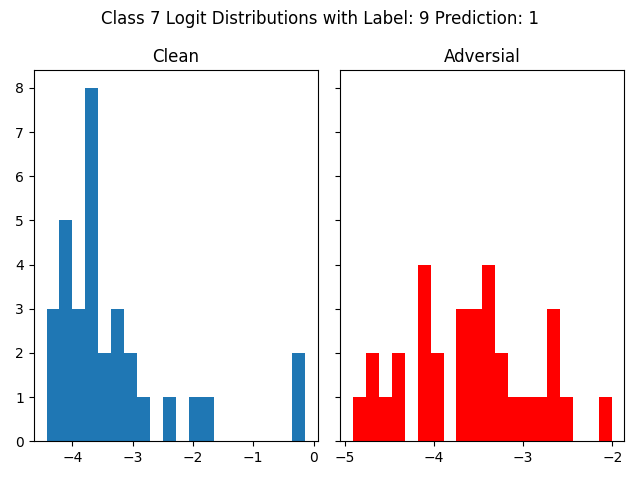 Class 7 Logit Distributions with Label: 9 Prediction: 1
Clean
Adversial
8
7
6
5
4
3
2
1
0
−4 −3 −2 −1 0
−5 −4 −3 −2